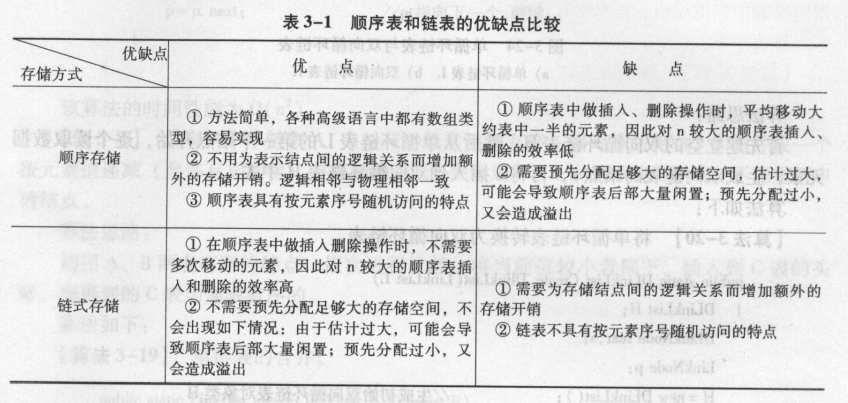 表 3-1 顺序表和链表的优缺点比较
优缺点
存储方式
优 点
缺 点
顺序存储
① 方法简单，各种高级语言中都有数组类
型，容易实现
② 不用为表示结点间的逻辑关系而增加额
外的存储开销。逻辑相邻与物理相邻一致
③ 顺序表具有按元素序号随机访问的特点
① 顺序表中做插入、删除操作时，平均移动大
约表中一半的元素，因此对 n 较大的顺序表插入、
删除的效率低
② 需要预先分配足够大的存储空间，估计过大，
可能会导致顺序表后部大量闲置；预先分配过小，
又会造成溢出
链式存储
① 在顺序表中做插入删除操作时，不需要
多次移动的元素，因此对 n 较大的顺序表插
入和删除的效率高
② 不需要预先分配足够大的存储空间，不
会出现如下情况：由于估计过大，可能会导
致顺序表后部大量闲置；预先分配过小，又
会造成溢出
① 需要为存储结点间的逻辑关系而增加额外的
存储开销
② 链表不具有按元素序号随机访问的特点